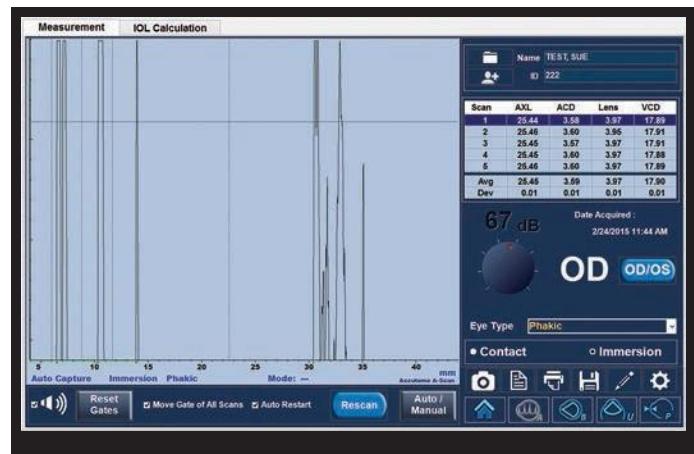 Measurement IOL Calculation
Name TEST, SUE
ID 222
Scan AXL ACD Lens VCD
1 25.44 3.58 3.97 17.89
2 25.46 3.60 3.95 17.91
3 25.45 3.57 3.97 17.91
4 25.45 3.60 3.97 17.88
5 25.46 3.60 3.97 17.89
Avg 25.45 3.59 3.97 17.90
Dev 0.01 0.01 0.01 0.01
67 dB
Date Acquired :
2/24/2015 11:44 AM
OD OD/OS
Eye Type Phakic
Contact Immersion
5 10 15 20 25 30 35 40 mm
Auto Capture Immersion Phakic Mode: --- Accutome A-Scan
Reset Gates
Move Gate of All Scans Auto Restart
Rescan
Auto / Manual
A B U P